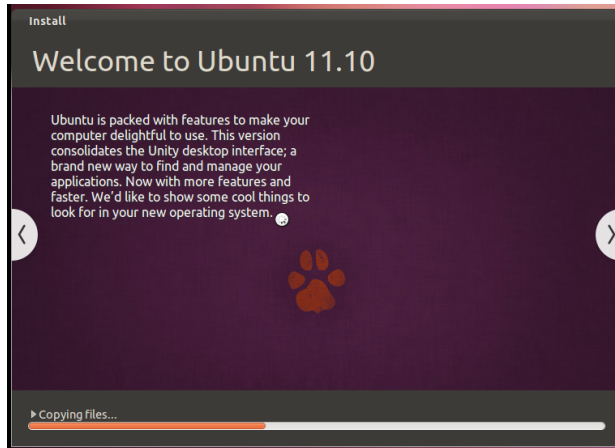 Install
Welcome to Ubuntu 11.10
Ubuntu is packed with features to make your
computer delightful to use. This version
consolidates the Unity desktop interface; a
brand new way to find and manage your
applications. Now with more features and
faster. We'd like to show some cool things to
look for in your new operating system.
Copying files...